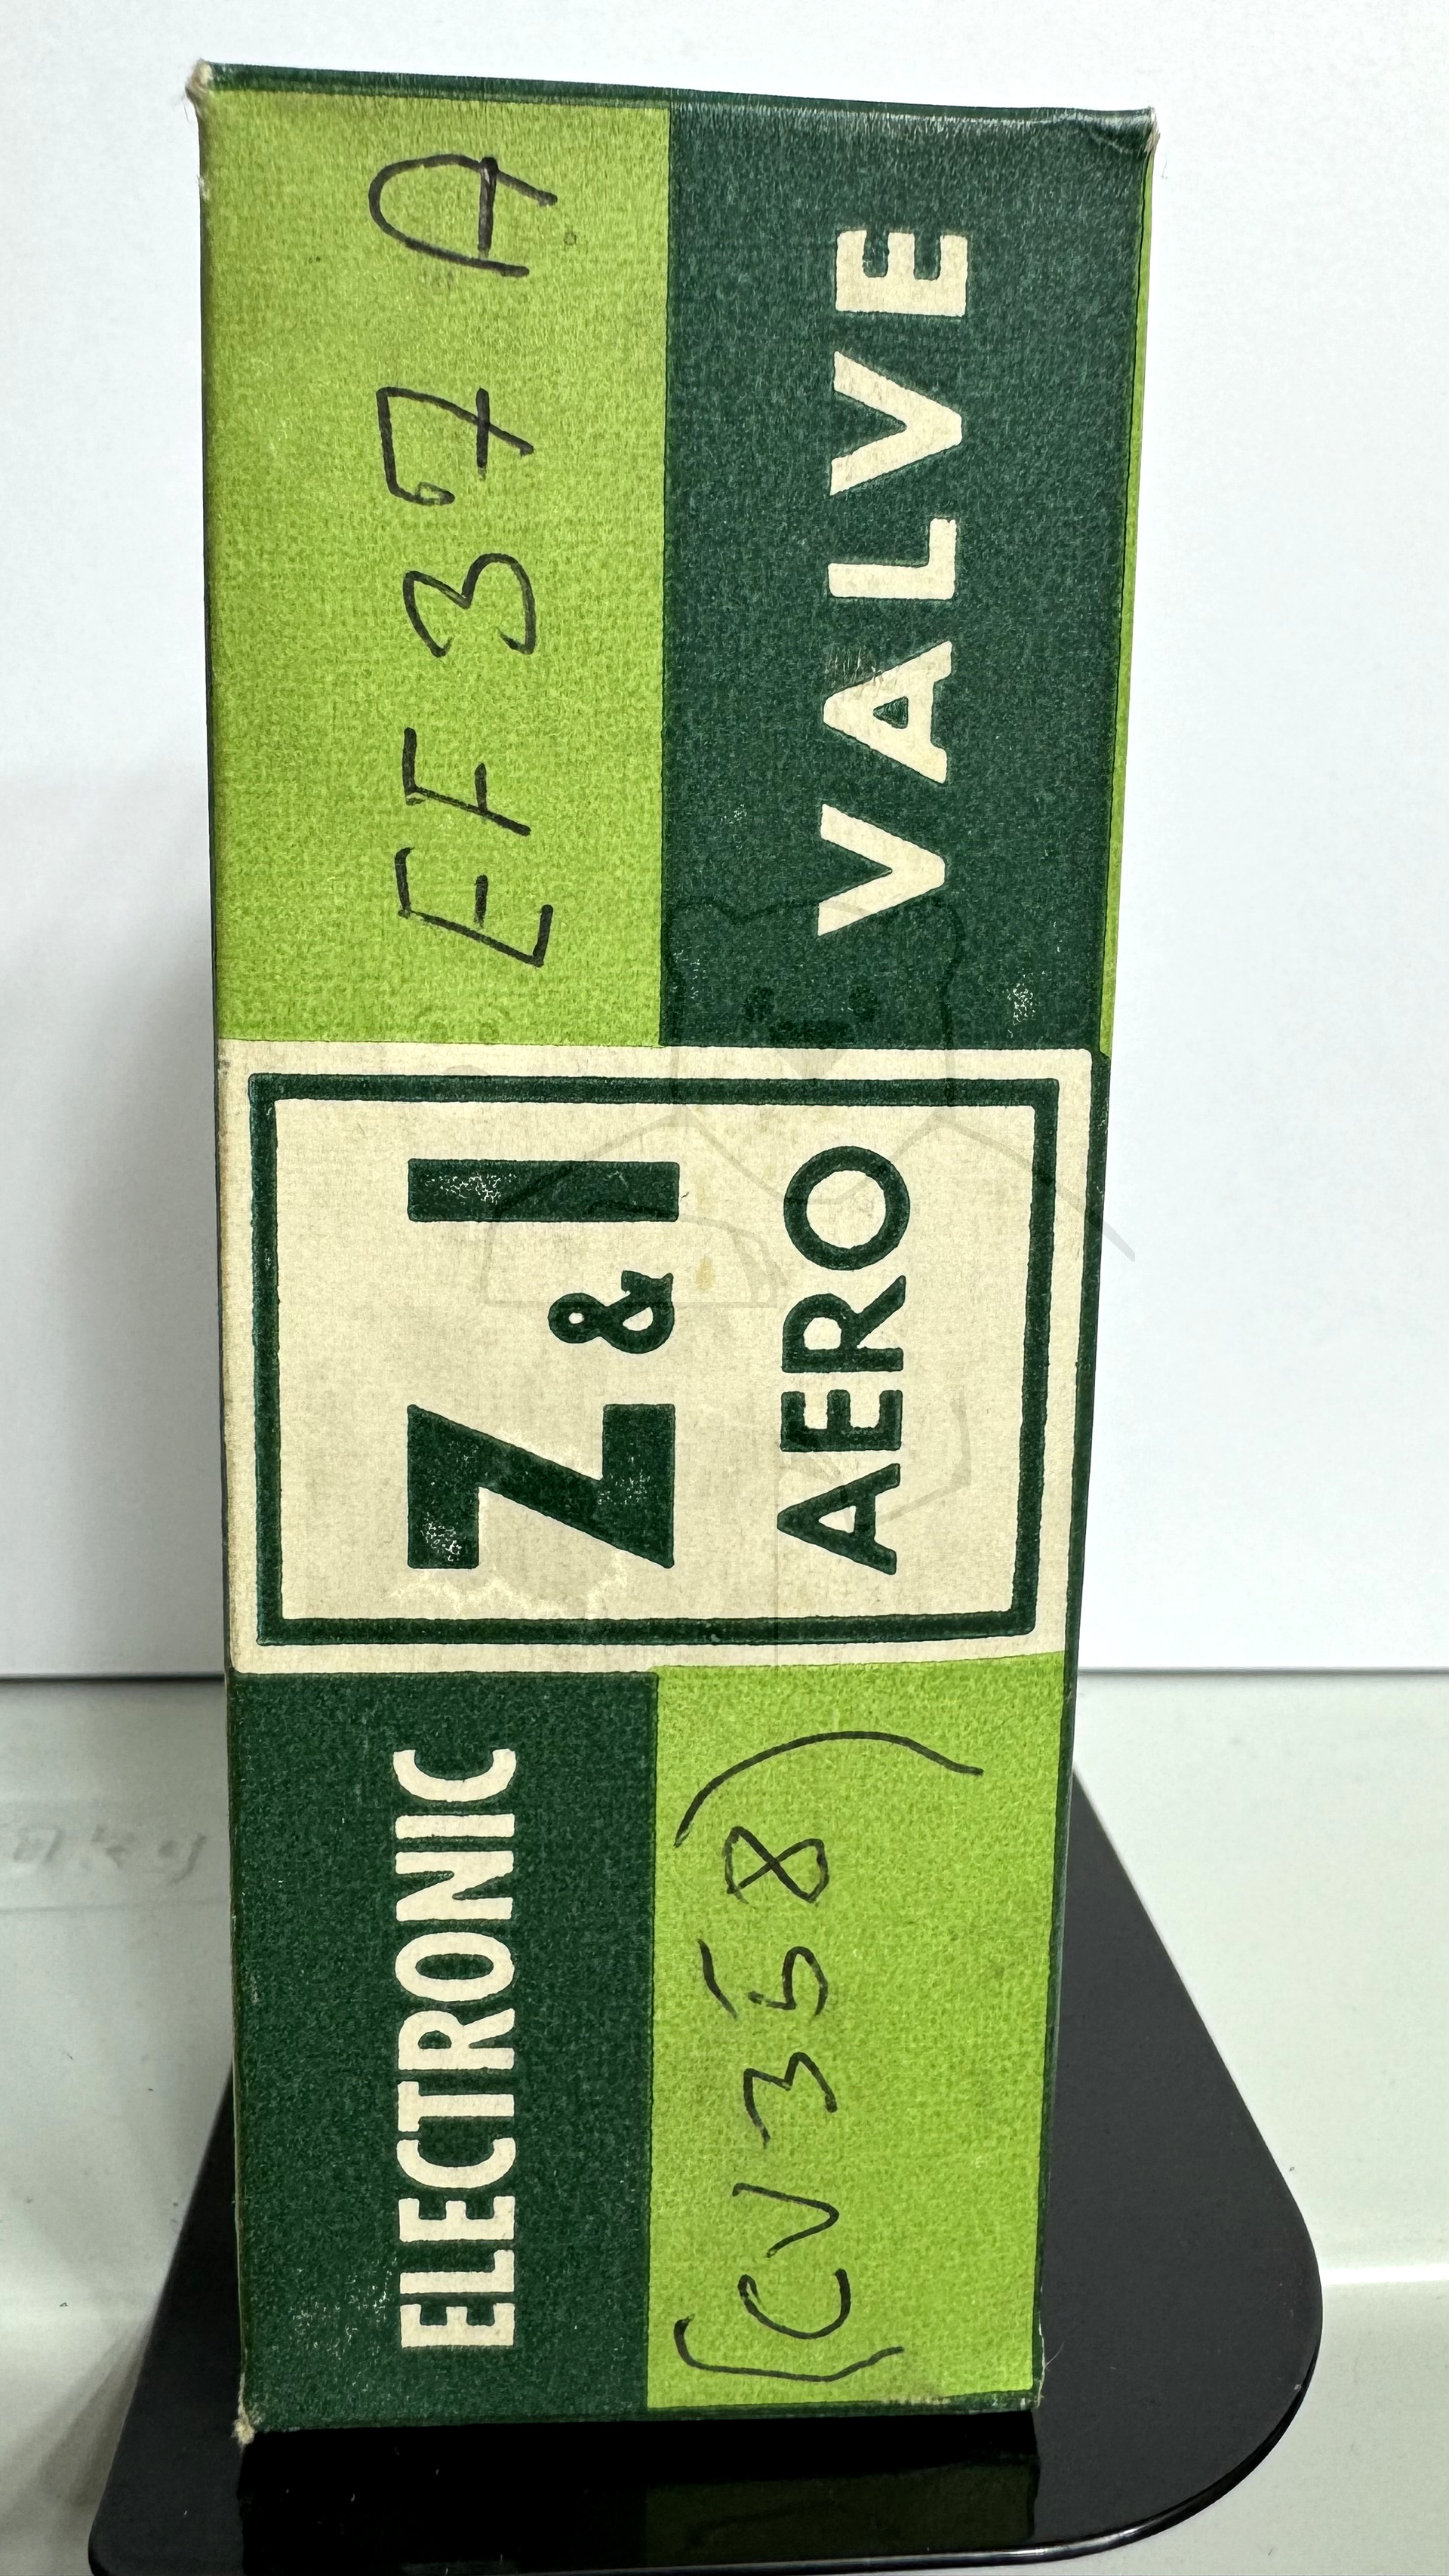 EF37A
ELECTRONIC
Z & I
AERO
VALVE
(CV358)